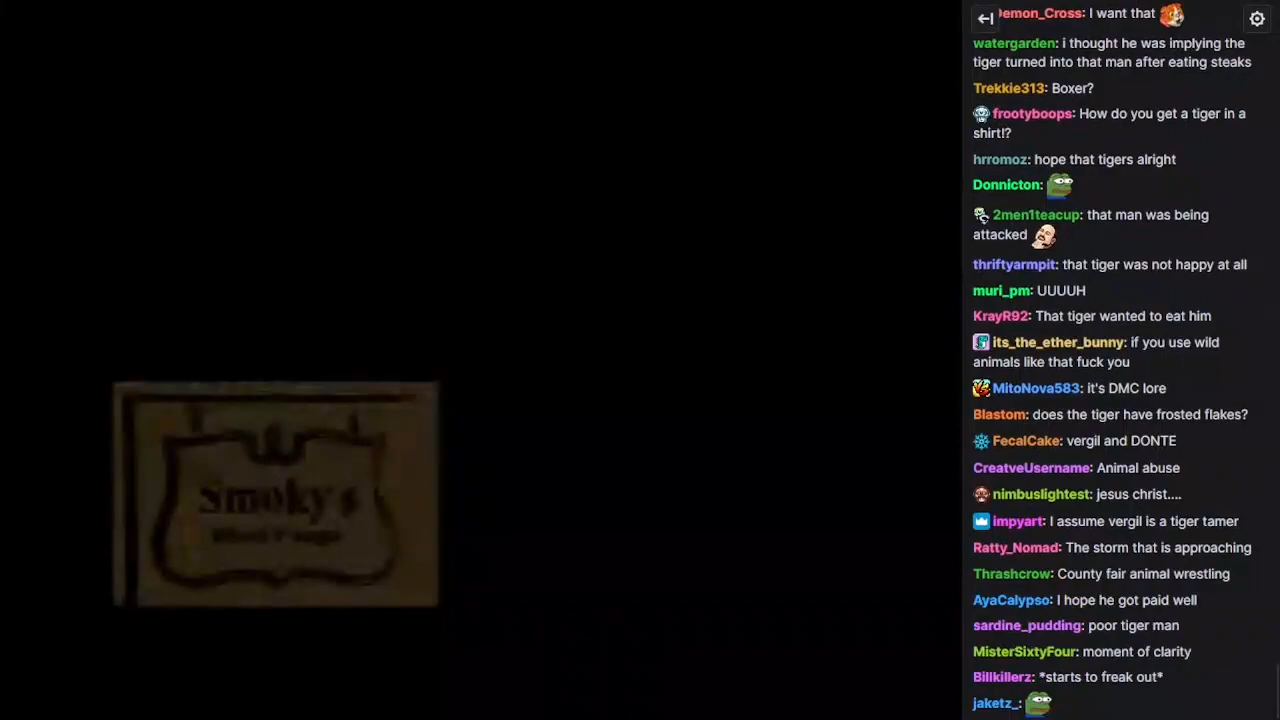 Smoky's
Demon_Cross: I want that
watergarden: i thought he was implying the
tiger turned into that man after eating steaks
Trekkie313: Boxer?
frootyboops: How do you get a tiger in a
shirt!?
hrromoz: hope that tigers alright
Donnicton:
2men1teacup: that man was being
attacked
thriftyarmpit: that tiger was not happy at all
muri_pm: UUUUH
KrayR92: That tiger wanted to eat him
its_the_ether_bunny: if you use wild
animals like that fuck you
MitoNova583: it's DMC lore
Blastom: does the tiger have frosted flakes?
FecalCake: vergil and DONTE
CreatveUsername: Animal abuse
nimbuslightest: jesus christ....
impyart: I assume vergil is a tiger tamer
Ratty_Nomad: The storm that is approaching
Thrashcrow: County fair animal wrestling
AyaCalypso: I hope he got paid well
sardine_pudding: poor tiger man
MisterSixtyFour: moment of clarity
Billkillerz: *starts to freak out*
jaketz_: